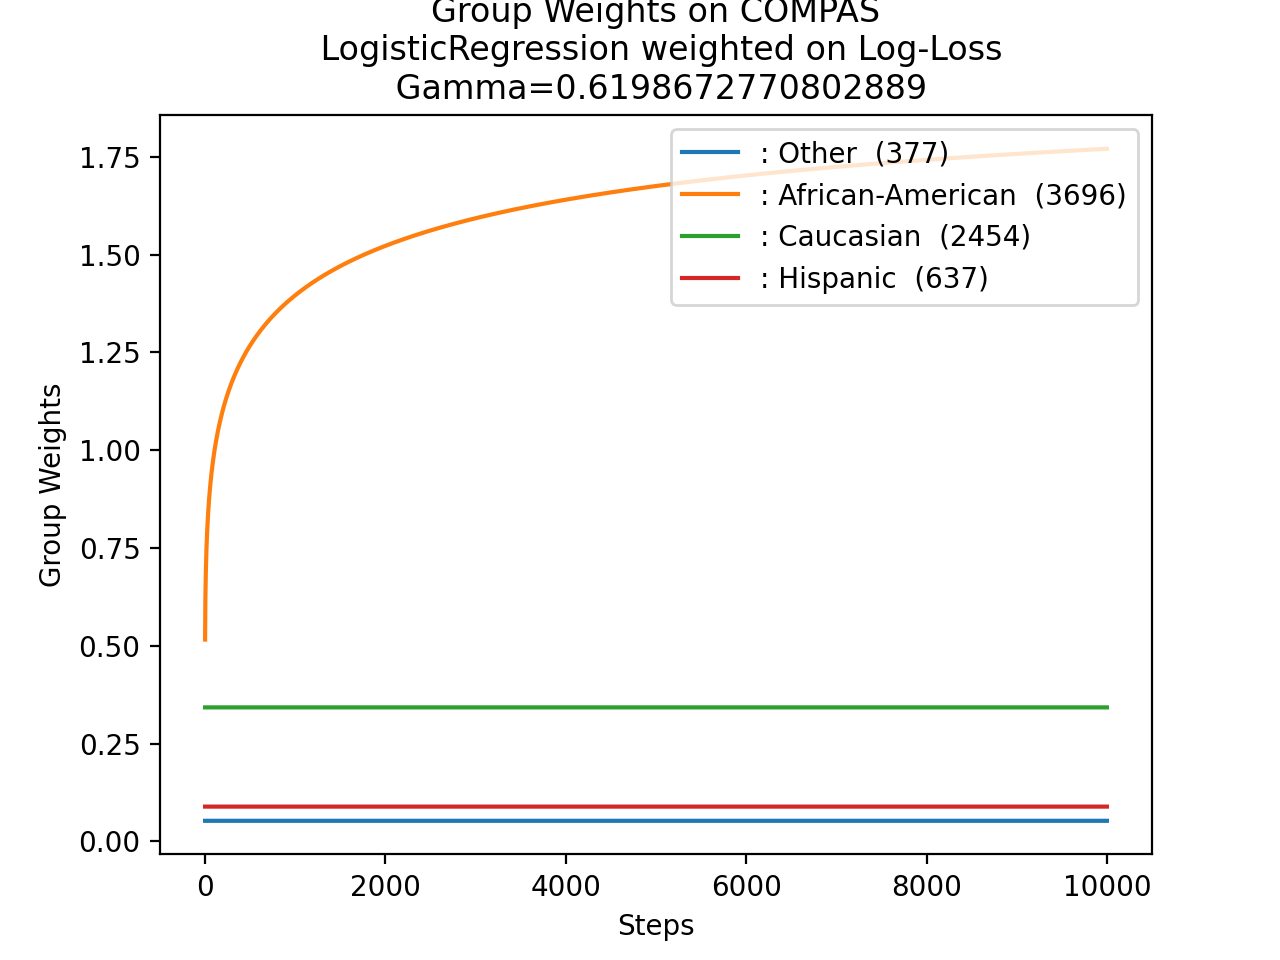 Group Weights on COMPAS
LogisticRegression weighted on Log-Loss
Gamma=0.6198672770802889
: Other (377)
: African-American (3696)
: Caucasian (2454)
: Hispanic (637)
Group Weights
1.75
1.50
1.25
1.00
0.75
0.50
0.25
0.00
0 2000 4000 6000 8000 10000
Steps